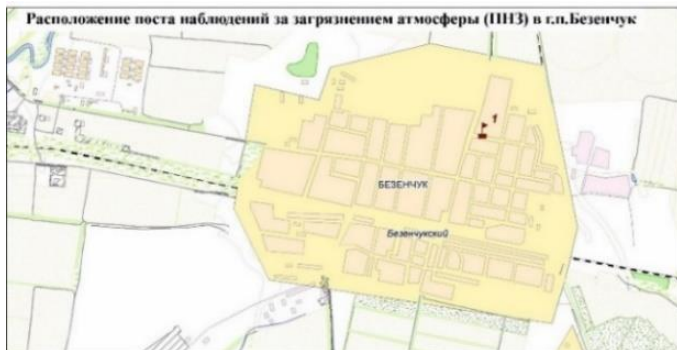 Расположение поста наблюдений за загрязнением атмосферы (ПНЗ) в г.п.Безенчук
1
БЕЗЕНЧУК
Безенчукский